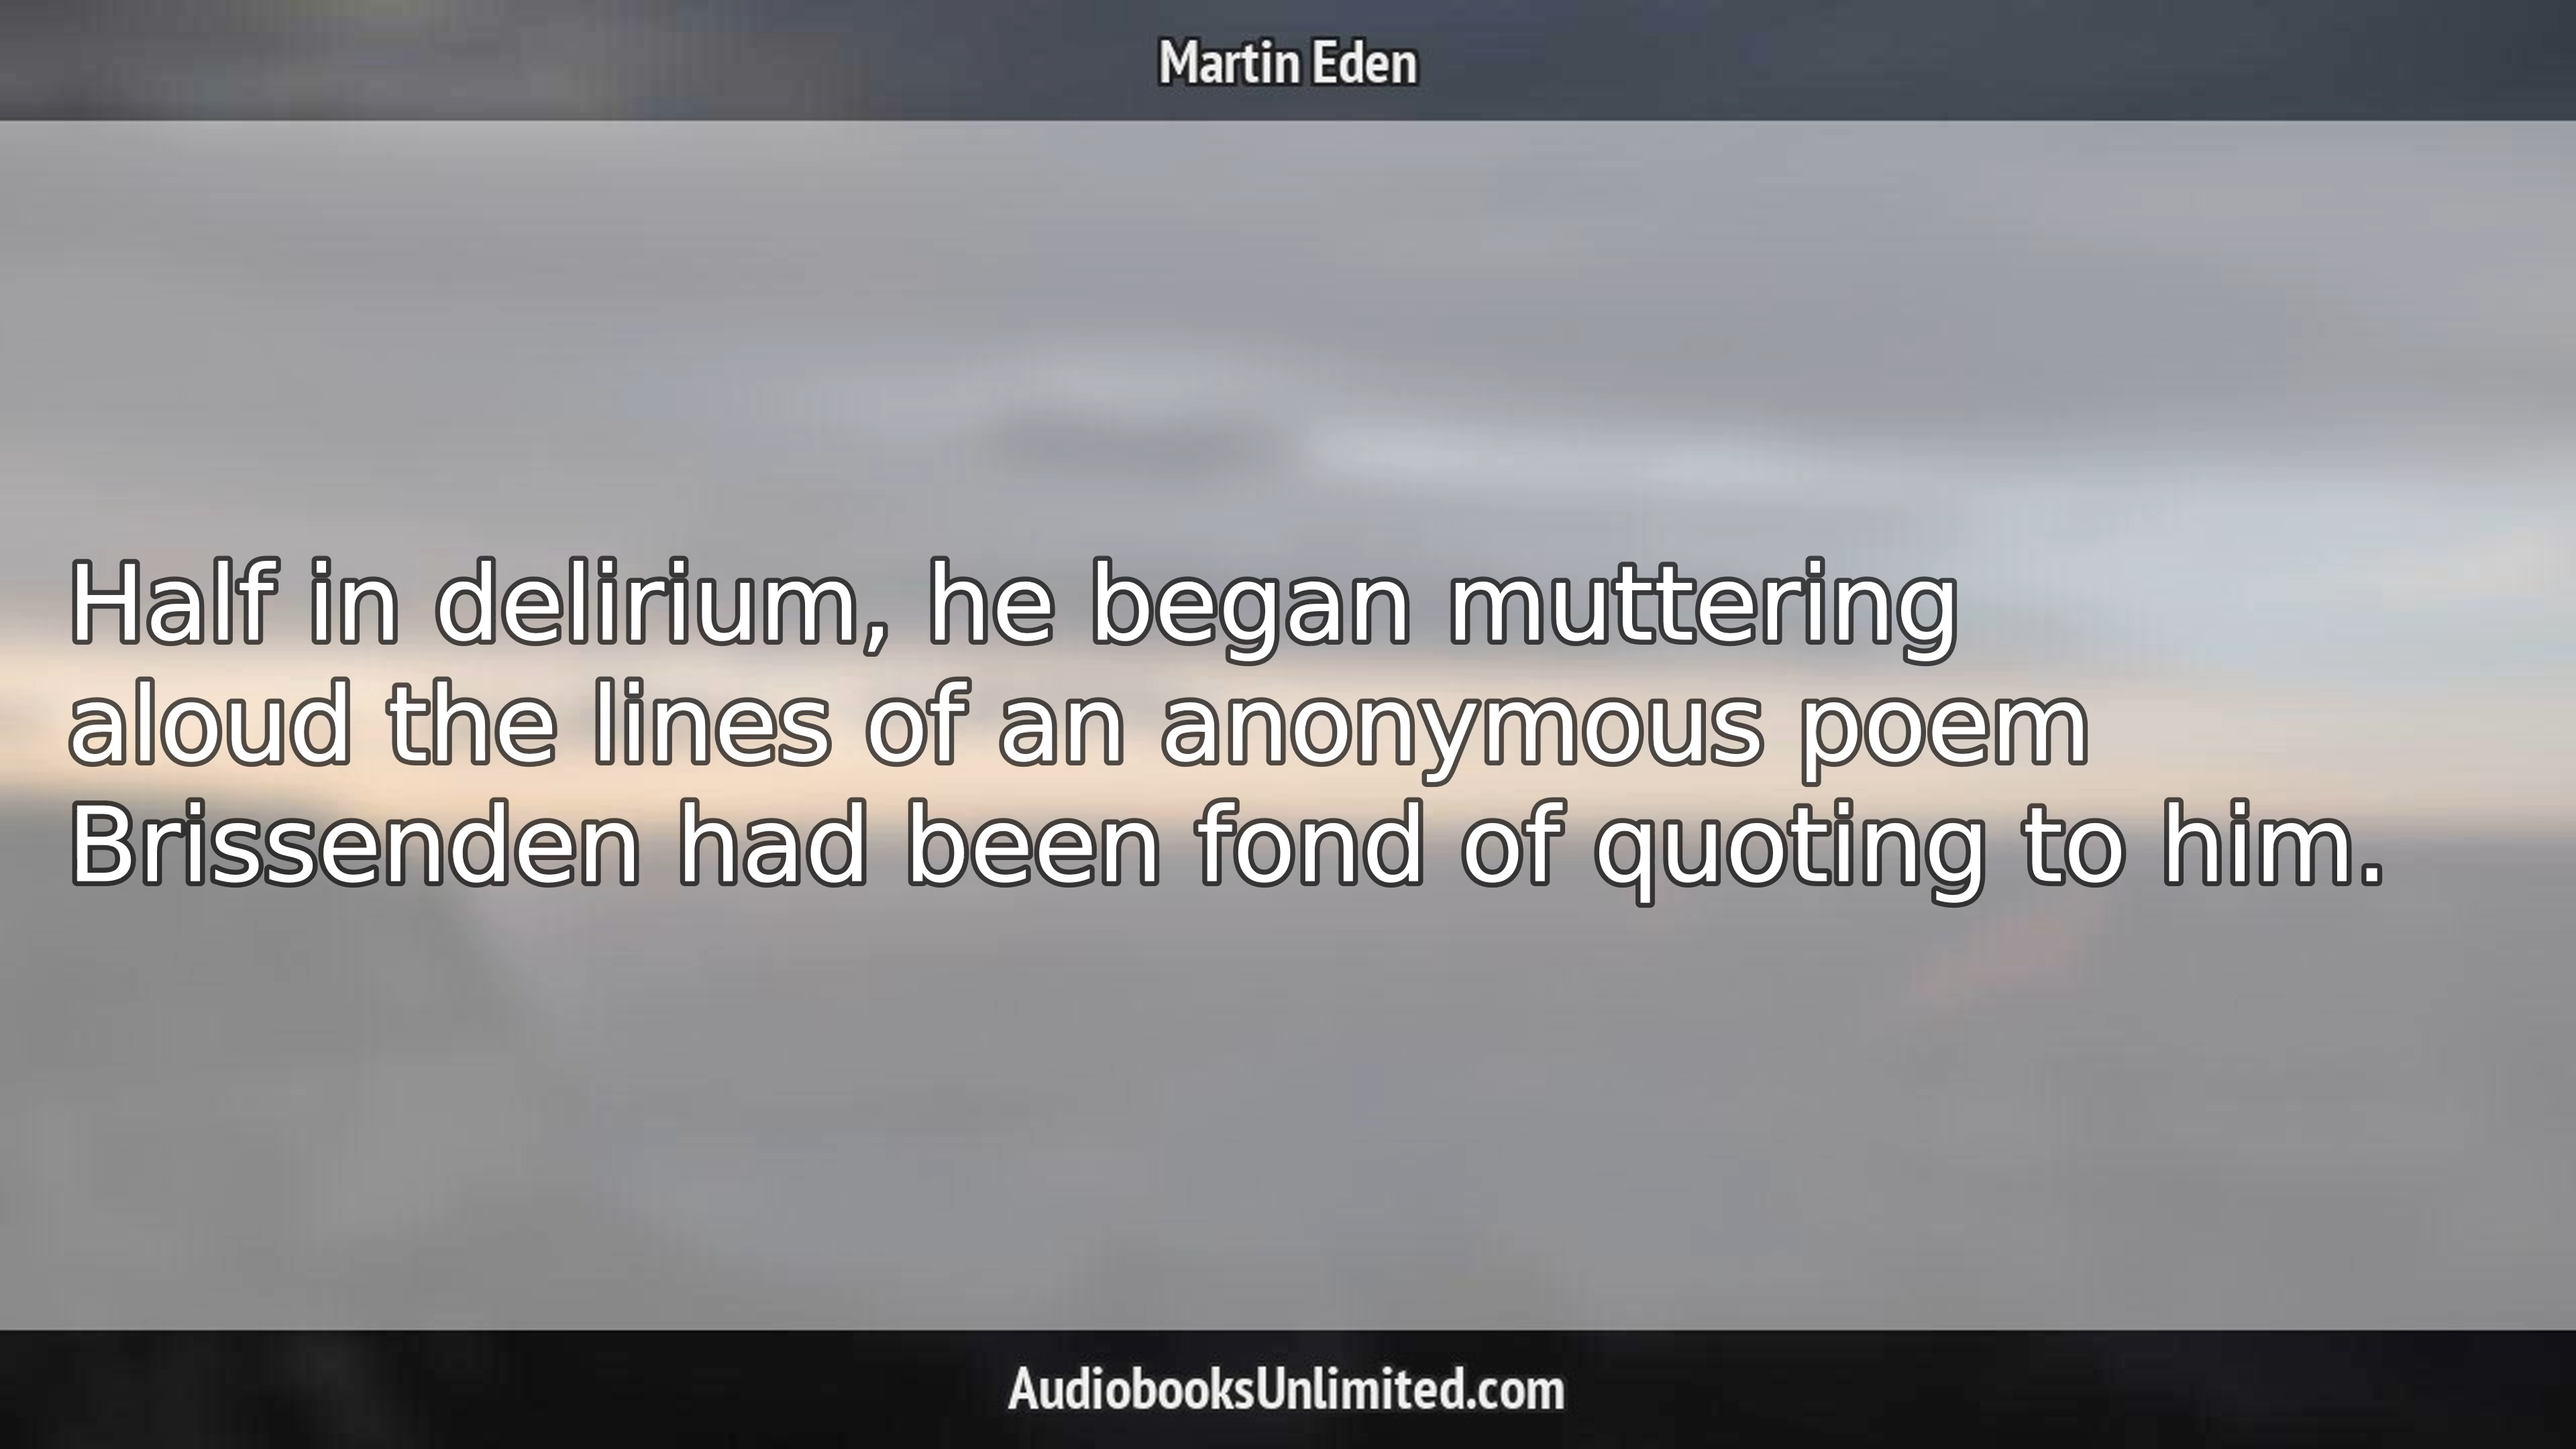 Martin Eden
Half in delirium, he began muttering
aloud the lines of an anonymous poem
Brissenden had been fond of quoting to him.
AudiobooksUnlimited.com